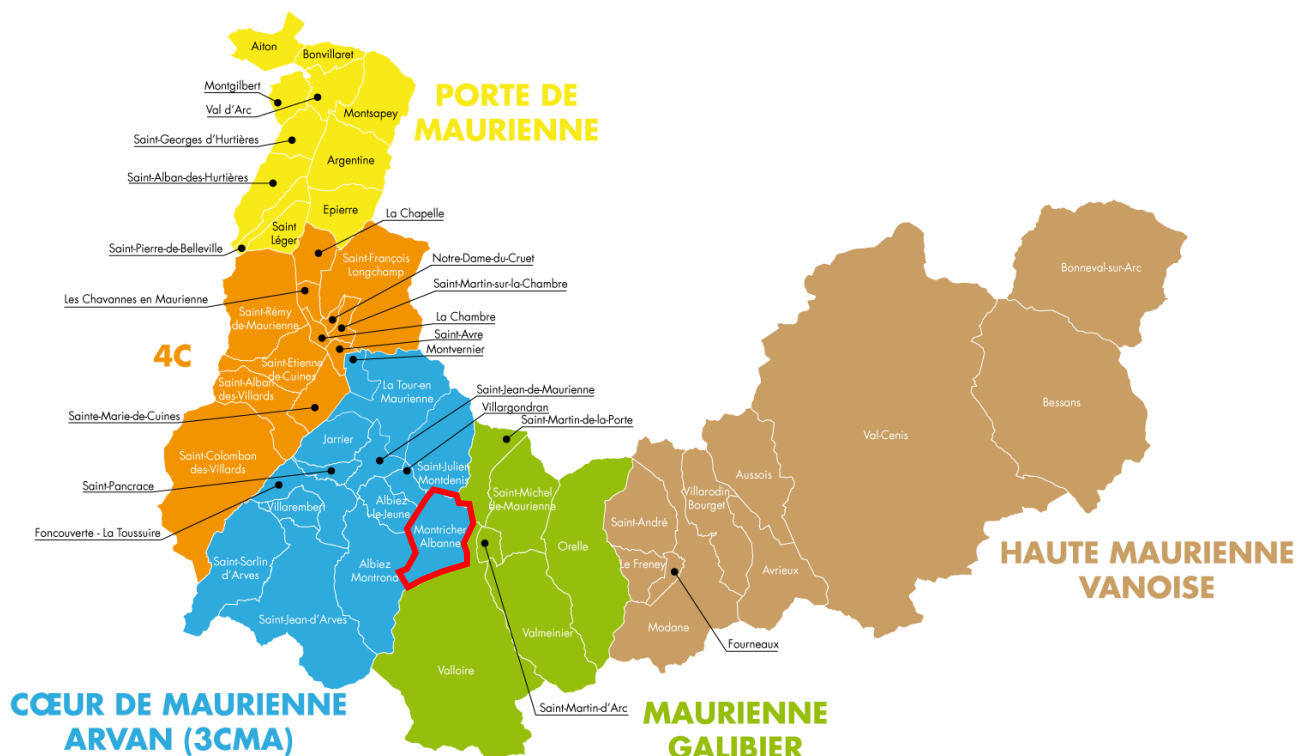 Aiton
Bonvillaret
Montgilbert
Val d'Arc
Montsapey
PORTE DE
MAURIENNE
Saint-Georges d'Hurtières
Argentine
Saint-Alban-des-Hurtières
Epierre
La Chapelle
Saint
Léger
Saint-Pierre-de-Belleville
Saint-François
Longchamp
Notre-Dame-du-Cruet
Saint-Martin-sur-la-Chambre
Les Chavannes en Maurienne
Saint-Rémy
de-Maurienne
La Chambre
Saint-Avre
Montvernier
4C
Saint-Etienne
de-Cuines
Saint-Alban
des-Villards
La Tour-en
Maurienne
Saint-Jean-de-Maurienne
Villargondran
Saint-Martin-de-la-Porte
Sainte-Marie-de-Cuines
Jarrier
Saint-Colomban
des-Villards
Saint-Julien
Montdenis
Saint-Pancrace
Villarembert
Albiez
le-Jeune
Saint-Michel
de-Maurienne
Foncouverte - La Toussuire
Montricher
Albanne
Orelle
Saint-Sorlin
d'Arves
Albiez
Montrond
Saint-Jean-d'Arves
Valmeinier
Valloire
Saint-Martin-d'Arc
CŒUR DE MAURIENNE
ARVAN (3CMA)
MAURIENNE
GALIBIER
Bonneval-sur-Arc
Bessans
Val-Cenis
Aussois
Villarodin
Bourget
Saint-André
Le Freney
Avrieux
Modane
Fourneaux
HAUTE MAURIENNE
VANOISE